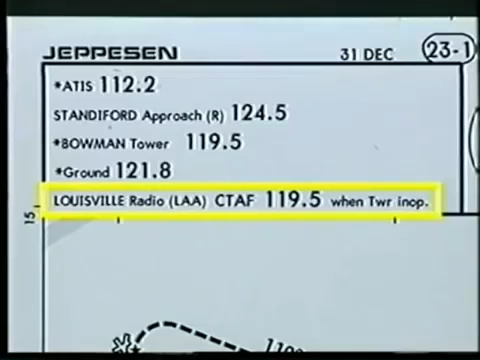 JEPPESEN 31 DEC 23-1
*ATIS 112.2
STANDIFORD Approach (R) 124.5
*BOWMAN Tower 119.5
*Ground 121.8
LOUISVILLE Radio (LAA) CTAF 119.5 when Twr inop.
15